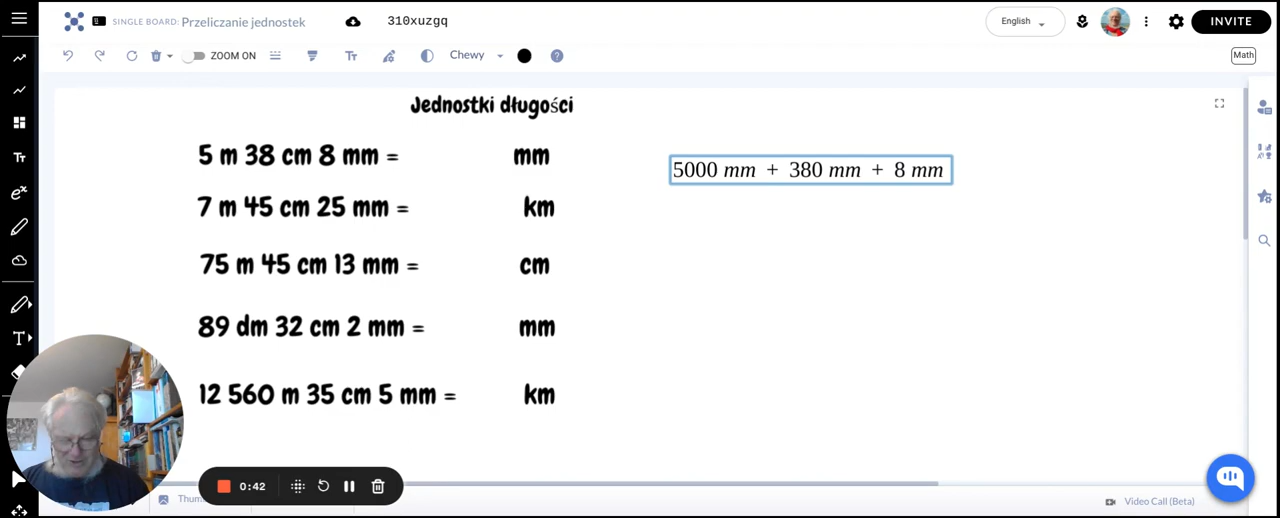 SINGLE BOARD: Przeliczanie jednostek
310xuzgq
English
INVITE
ZOOM ON
Tт
Chewy
Math
Jednostki długości
5 m 38 cm 8 mm = mm
5000 mm + 380 mm + 8 mm
7 m 45 cm 25 mm = km
75 m 45 cm 13 mm = cm
89 dm 32 cm 2 mm = mm
12 560 m 35 cm 5 mm = km
0:42
Video Call (Beta)